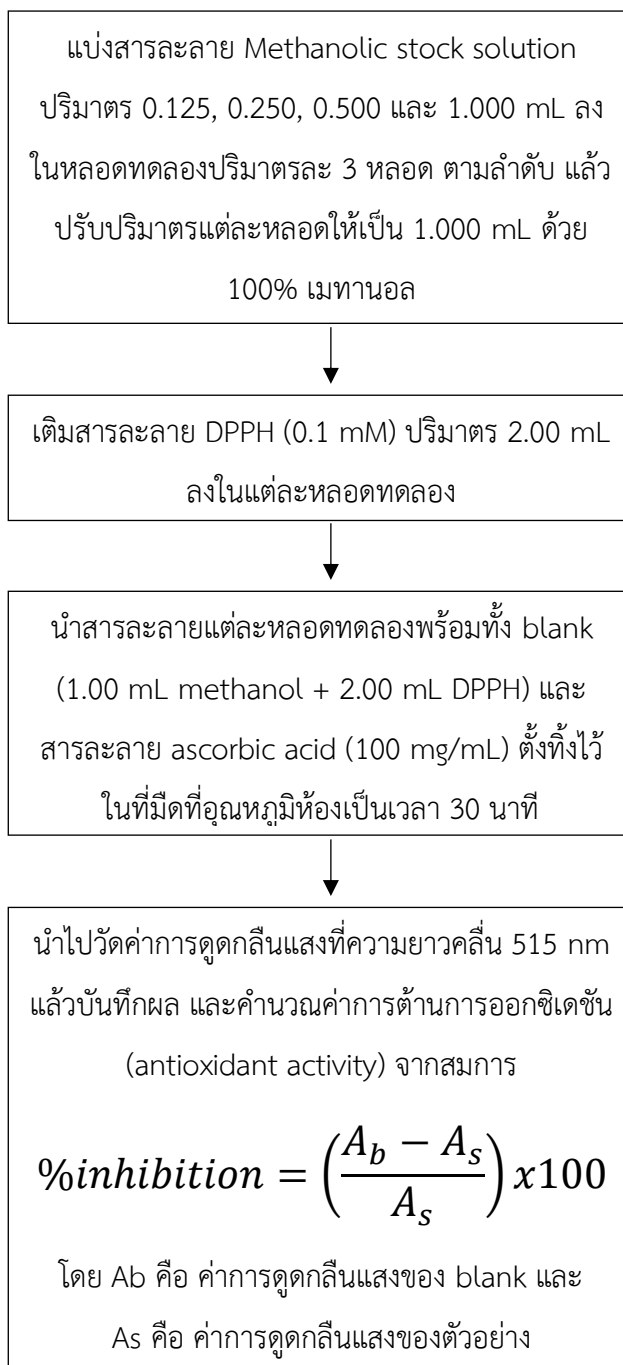 แบ่งสารละลาย Methanolic stock solution
ปริมาตร 0.125, 0.250, 0.500 และ 1.000 mL ลง
ในหลอดทดลองปริมาตรละ 3 หลอด ตามลำดับ แล้ว
ปรับปริมาตรแต่ละหลอดให้เป็น 1.000 mL ด้วย
100% เมทานอล
เติมสารละลาย DPPH (0.1 mM) ปริมาตร 2.00 mL
ลงในแต่ละหลอดทดลอง
นำสารละลายแต่ละหลอดทดลองพร้อมทั้ง blank
(1.00 mL methanol + 2.00 mL DPPH) และ
สารละลาย ascorbic acid (100 mg/mL) ตั้งทิ้งไว้
ในที่มืดที่อุณหภูมิห้องเป็นเวลา 30 นาที
นำไปวัดค่าการดูดกลืนแสงที่ความยาวคลื่น 515 nm
แล้วบันทึกผล และคำนวณค่าการต้านการออกซิเดชัน
(antioxidant activity) จากสมการ
%inhibition = ((A_b − A_s)/A_s) x100
โดย Ab คือ ค่าการดูดกลืนแสงของ blank และ
As คือ ค่าการดูดกลืนแสงของตัวอย่าง